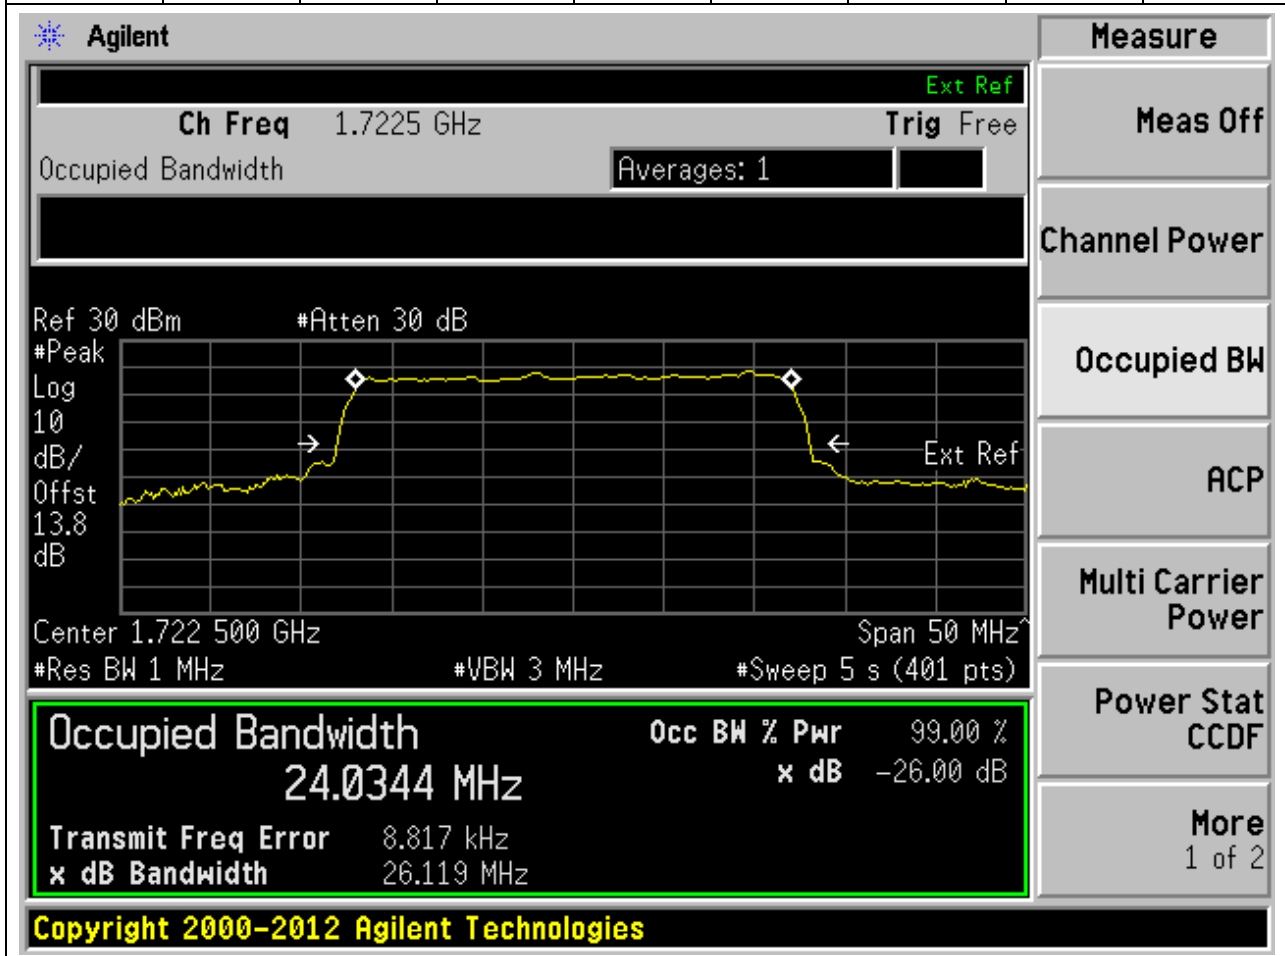 Agilent
Measure
Ext Ref
Ch Freq 1.7225 GHz Trig Free
Meas Off
Occupied Bandwidth Averages: 1
Channel Power
Ref 30 dBm #Atten 30 dB
#Peak
Log
10
dB/
Offst
13.8
dB
Ext Ref
Occupied BW
ACP
Multi Carrier
Power
Center 1.722 500 GHz Span 50 MHz^
#Res BW 1 MHz #VBW 3 MHz #Sweep 5 s (401 pts)
Power Stat
CCDF
Occupied Bandwidth Occ BW % Pwr 99.00 %
24.0344 MHz x dB -26.00 dB
Transmit Freq Error 8.817 kHz
x dB Bandwidth 26.119 MHz
More
1 of 2
Copyright 2000-2012 Agilent Technologies